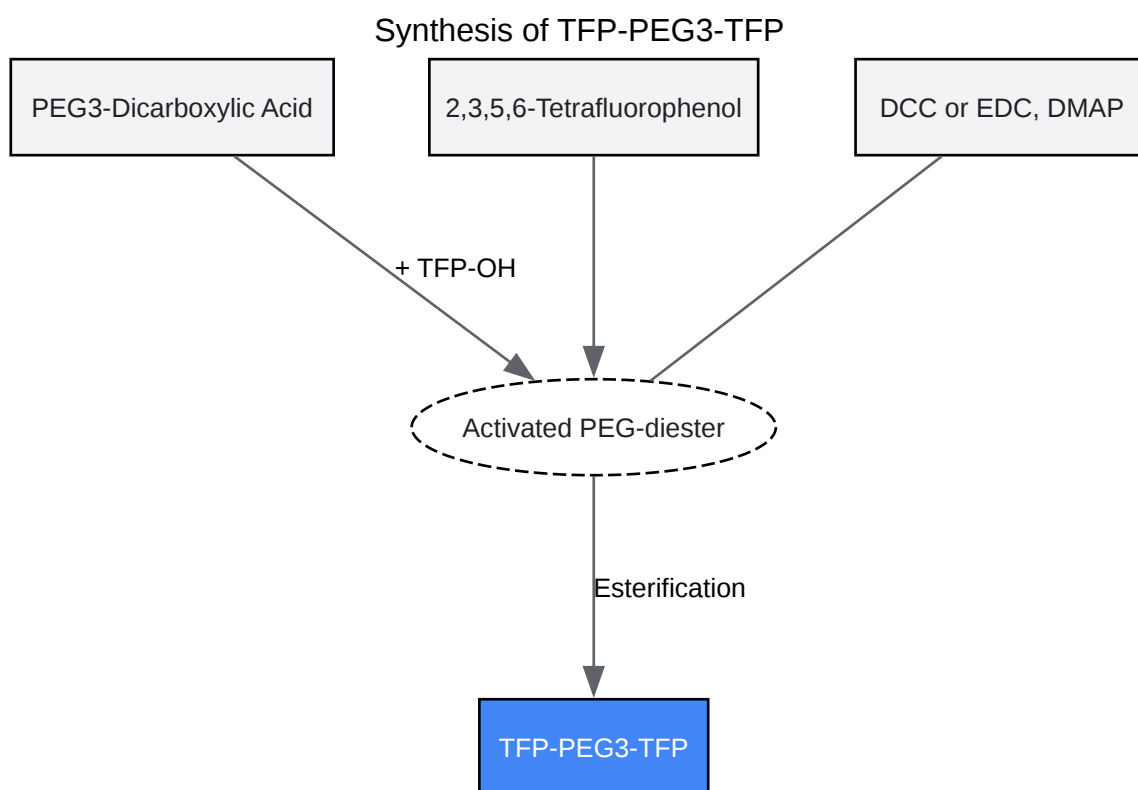 Synthesis of TFP-PEG3-TFP
PEG3-Dicarboxylic Acid
2,3,5,6-Tetrafluorophenol
DCC or EDC, DMAP
+ TFP-OH
Activated PEG-diester
Esterification
TFP-PEG3-TFP